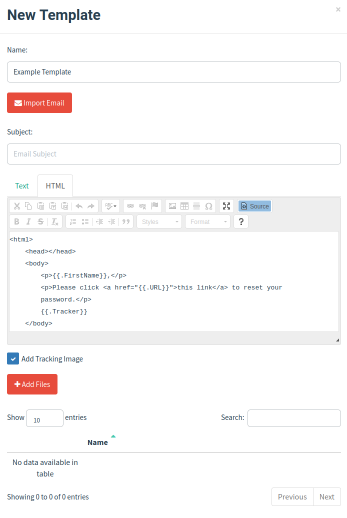 New Template
×
Name:
Example Template
Import Email
Subject:
Email Subject
Text HTML
Source
B I S Styles Format ?
<html>
<head></head>
<body>
<p>{{.FirstName}},</p>
<p>Please click <a href="{{.URL}}">this link</a> to reset your
password.</p>
{{.Tracker}}
</body>
Add Tracking Image
+ Add Files
Show 10 entries Search:
Name
No data available in
table
Showing 0 to 0 of 0 entries
Previous Next